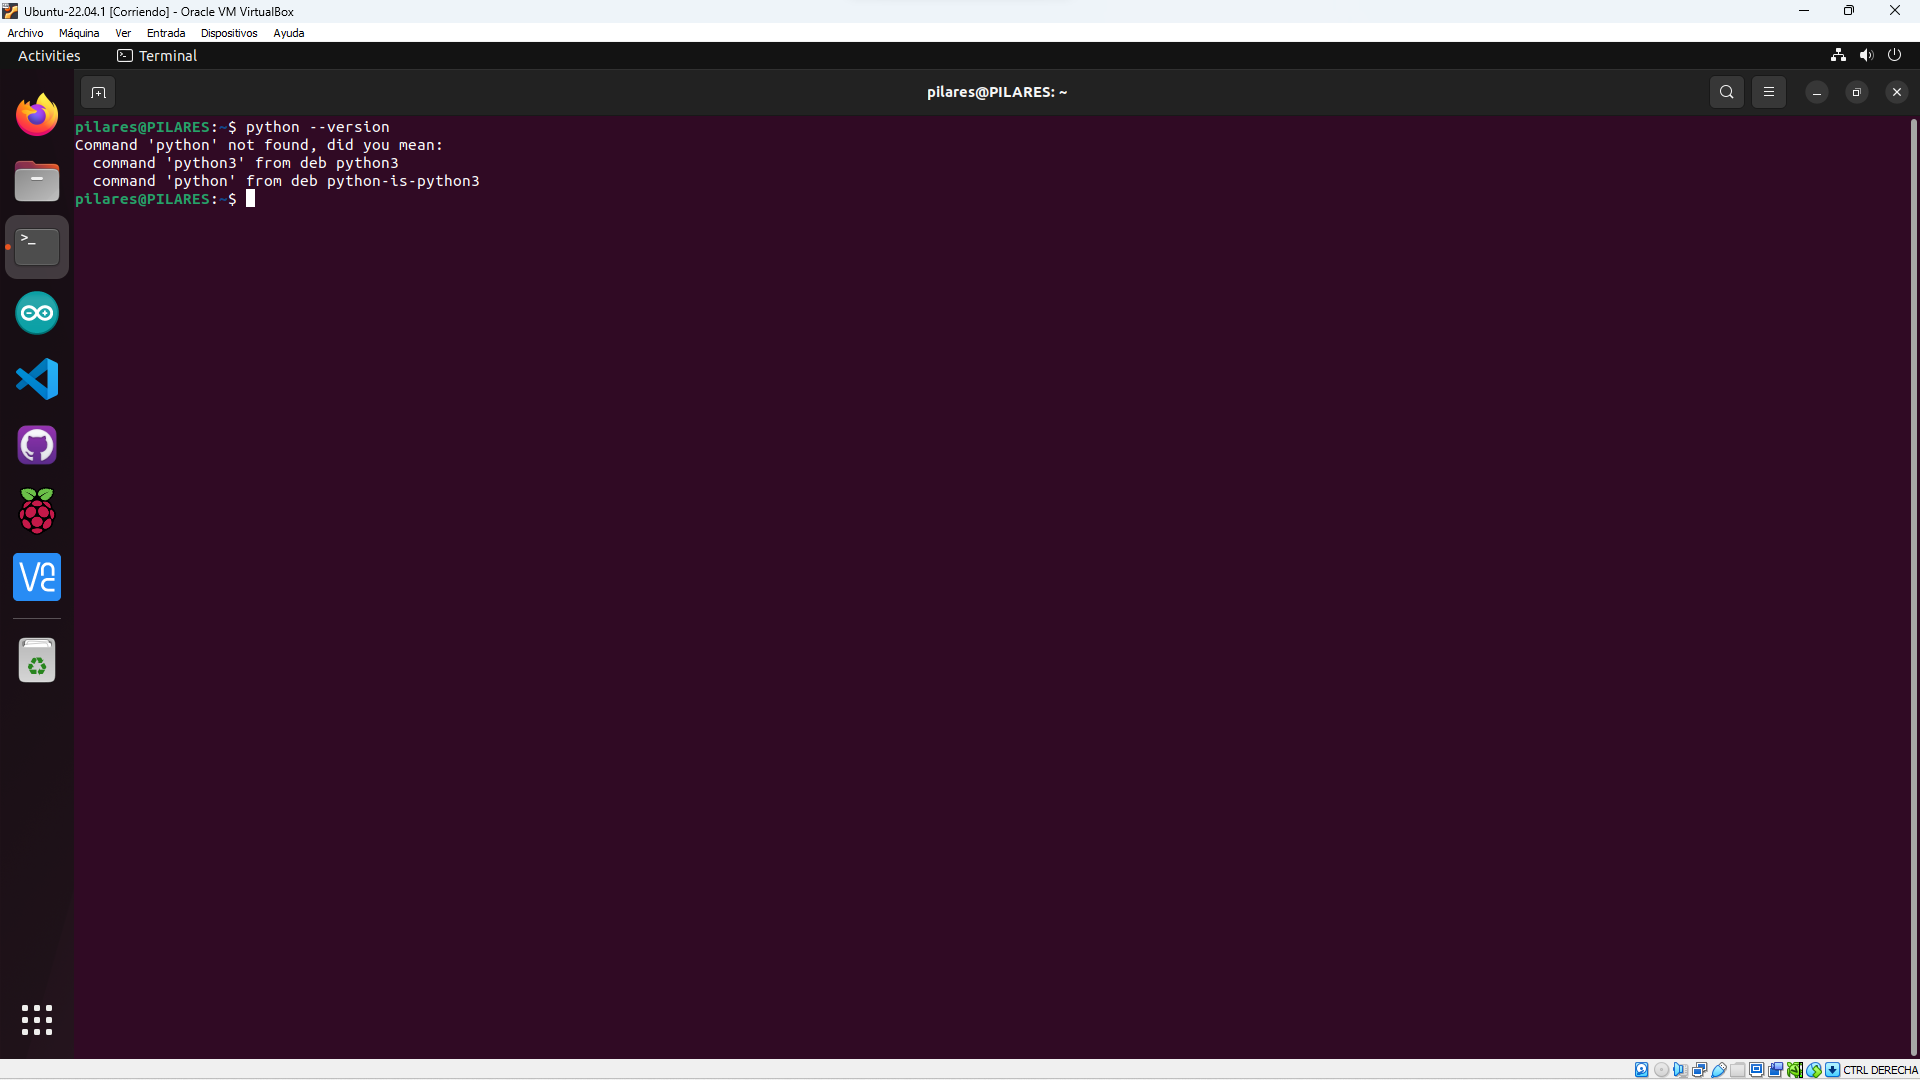 Ubuntu-22.04.1 [Corriendo] - Oracle VM VirtualBox
Archivo Máquina Ver Entrada Dispositivos Ayuda
Activities Terminal
pilares@PILARES: ~
pilares@PILARES:~$ python --version
Command 'python' not found, did you mean:
  command 'python3' from deb python3
  command 'python' from deb python-is-python3
pilares@PILARES:~$
CTRL DERECHA